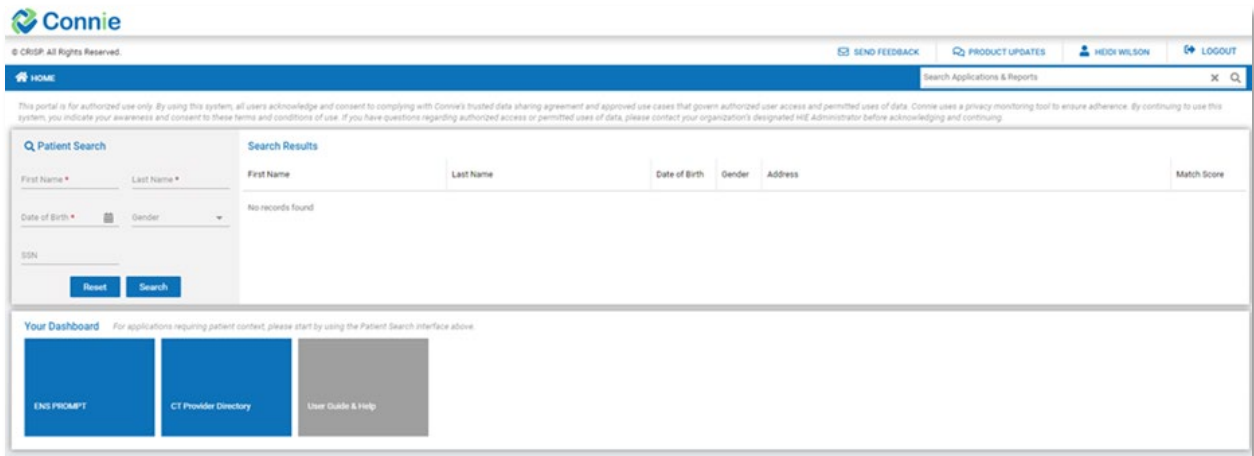 Connie
© CRISP. All Rights Reserved.
SEND FEEDBACK PRODUCT UPDATES HEIDI WILSON LOGOUT
HOME Search Applications & Reports
This portal is for authorized use only. By using this system, all users acknowledge and consent to complying with Connie's trusted data sharing agreement and approved use cases that govern authorized user access and permitted uses of data. Connie uses a privacy monitoring tool to ensure adherence. By continuing to use this
system, you indicate your awareness and consent to these terms and conditions of use. If you have questions regarding authorized access or permitted uses of data, please contact your organization's designated HIE Administrator before acknowledging and continuing.
Patient Search
First Name * Last Name *
Date of Birth * Gender
SSN
Reset Search
Search Results
First Name Last Name Date of Birth Gender Address Match Score
No records found
Your Dashboard For applications requiring patient context, please start by using the Patient Search interface above.
ENS PROMPT CT Provider Directory User Guide & Help